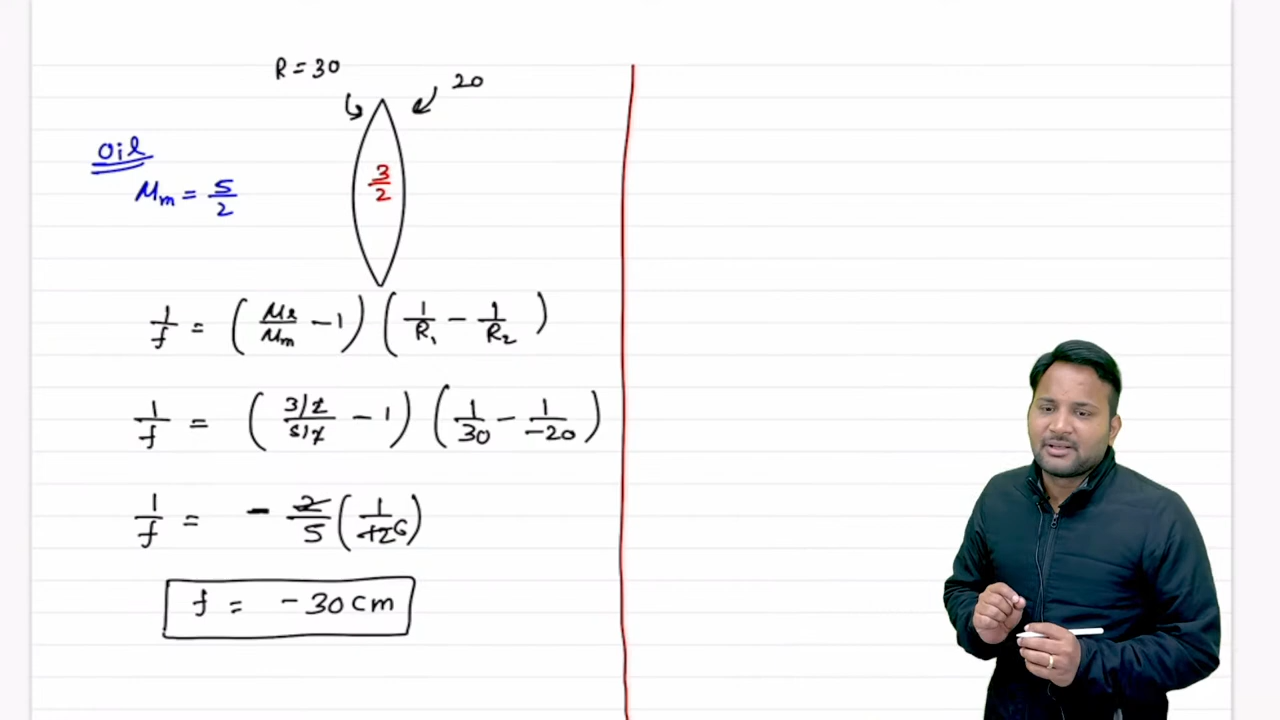 R = 30
20
Oil
μm = 5/2
3/2
1/f = (μl/μm − 1) (1/R1 − 1/R2)
1/f = (3/2/5/2 − 1) (1/30 − 1/−20)
1/f = - 2/5 (1/12 6)
f = − 30 cm